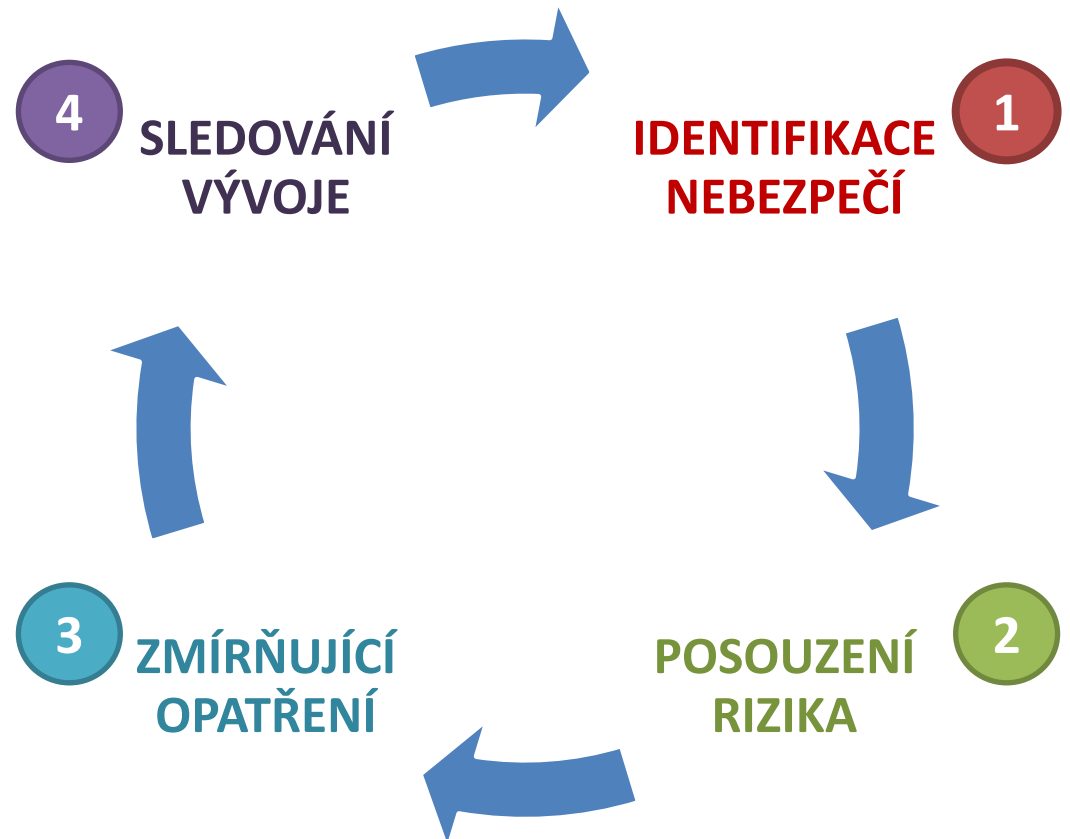 1
IDENTIFIKACE
NEBEZPEČÍ
2
POSOUZENÍ
RIZIKA
3
ZMÍRŇUJÍCÍ
OPATŘENÍ
4
SLEDOVÁNÍ
VÝVOJE